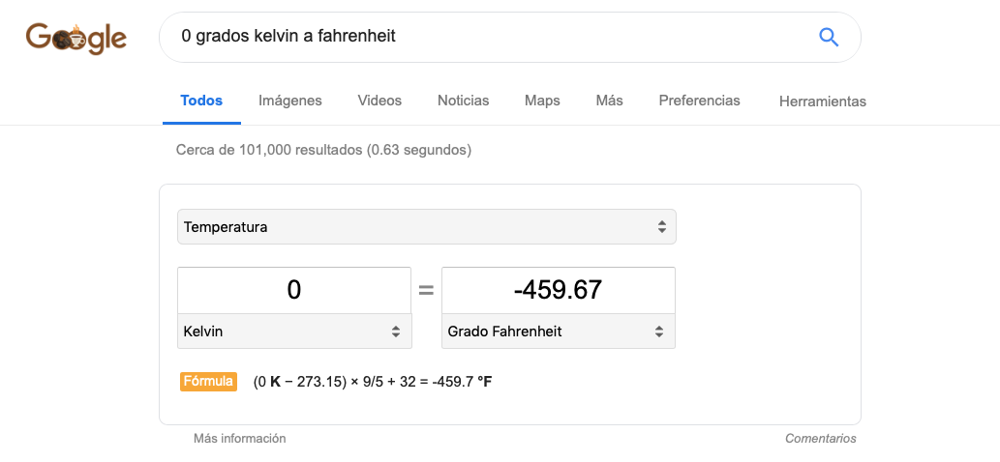 Google
0 grados kelvin a fahrenheit
Todos Imágenes Videos Noticias Maps Más Preferencias Herramientas
Cerca de 101,000 resultados (0.63 segundos)
Temperatura
0 = -459.67
Kelvin Grado Fahrenheit
Fórmula (0 K − 273.15) × 9/5 + 32 = -459.7 °F
Más información Comentarios